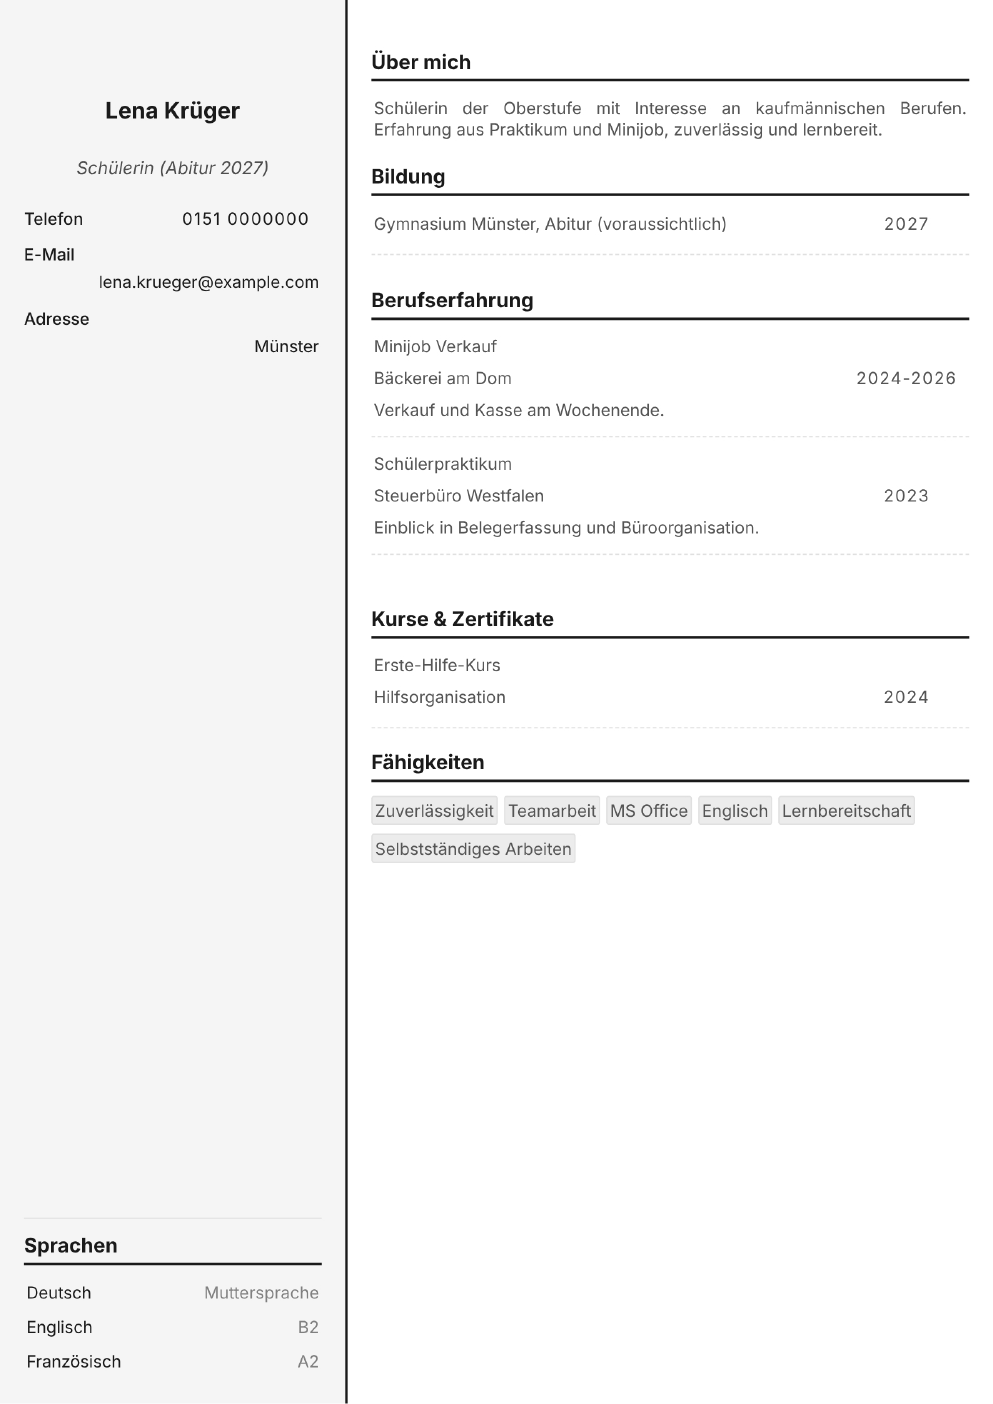 Lena Krüger
Schülerin (Abitur 2027)
Telefon 0151 0000000
E-Mail
lena.krueger@example.com
Adresse
Münster
Sprachen
Deutsch Muttersprache
Englisch B2
Französisch A2
Über mich
Schülerin der Oberstufe mit Interesse an kaufmännischen Berufen.
Erfahrung aus Praktikum und Minijob, zuverlässig und lernbereit.
Bildung
Gymnasium Münster, Abitur (voraussichtlich) 2027
Berufserfahrung
Minijob Verkauf
Bäckerei am Dom 2024-2026
Verkauf und Kasse am Wochenende.
Schülerpraktikum
Steuerbüro Westfalen 2023
Einblick in Belegerfassung und Büroorganisation.
Kurse & Zertifikate
Erste-Hilfe-Kurs
Hilfsorganisation 2024
Fähigkeiten
Zuverlässigkeit Teamarbeit MS Office Englisch Lernbereitschaft
Selbstständiges Arbeiten